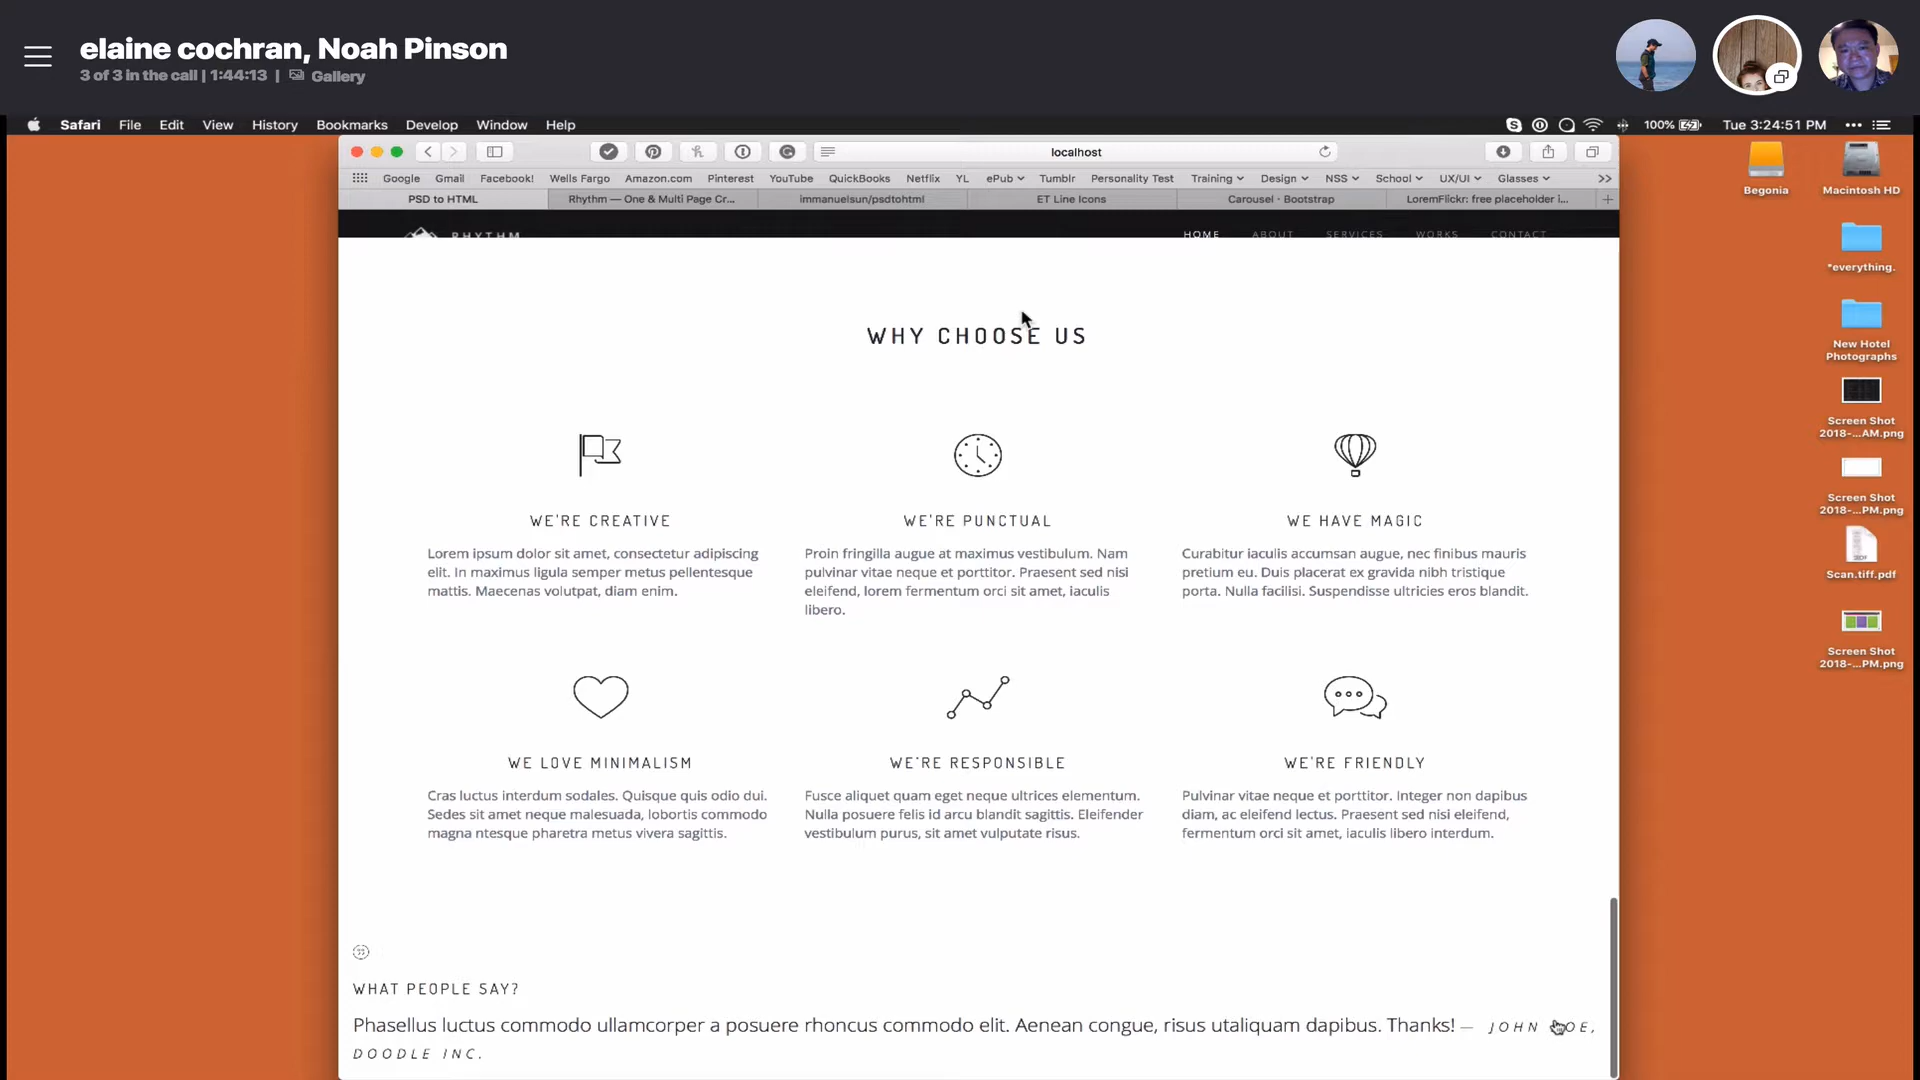 elaine cochran, Noah Pinson
3 of 3 in the call | 1:44:13 | Gallery
Safari File Edit View History Bookmarks Develop Window Help
100% Tue 3:24:51 PM
localhost
Google Gmail Facebook! Wells Fargo Amazon.com Pinterest YouTube QuickBooks Netflix YL ePub Tumblr Personality Test Training Design NSS School UX/UI Glasses >>
PSD to HTML Rhythm — One & Multi Page Cr... immanuelsun/psdtohtml ET Line Icons Carousel · Bootstrap LoremFlickr: free placeholder i... +
RHYTHM HOME ABOUT SERVICES WORKS CONTACT
WHY CHOOSE US
WE'RE CREATIVE
Lorem ipsum dolor sit amet, consectetur adipiscing
elit. In maximus ligula semper metus pellentesque
mattis. Maecenas volutpat, diam enim.
WE'RE PUNCTUAL
Proin fringilla augue at maximus vestibulum. Nam
pulvinar vitae neque et porttitor. Praesent sed nisi
eleifend, lorem fermentum orci sit amet, iaculis
libero.
WE HAVE MAGIC
Curabitur iaculis accumsan augue, nec finibus mauris
pretium eu. Duis placerat ex gravida nibh tristique
porta. Nulla facilisi. Suspendisse ultricies eros blandit.
WE LOVE MINIMALISM
Cras luctus interdum sodales. Quisque quis odio dui.
Sedes sit amet neque malesuada, lobortis commodo
magna ntesque pharetra metus vivera sagittis.
WE'RE RESPONSIBLE
Fusce aliquet quam eget neque ultrices elementum.
Nulla posuere felis id arcu blandit sagittis. Eleifender
vestibulum purus, sit amet vulputate risus.
WE'RE FRIENDLY
Pulvinar vitae neque et porttitor. Integer non dapibus
diam, ac eleifend lectus. Praesent sed nisi eleifend,
fermentum orci sit amet, iaculis libero interdum.
WHAT PEOPLE SAY?
Phasellus luctus commodo ullamcorper a posuere rhoncus commodo elit. Aenean congue, risus utaliquam dapibus. Thanks! — JOHN
DOODLE INC.
Begonia
Macintosh HD
*everything.
New Hotel
Photographs
Screen Shot
2018-...AM.png
Screen Shot
2018-...PM.png
Scan.tiff.pdf
Screen Shot
2018-...PM.png